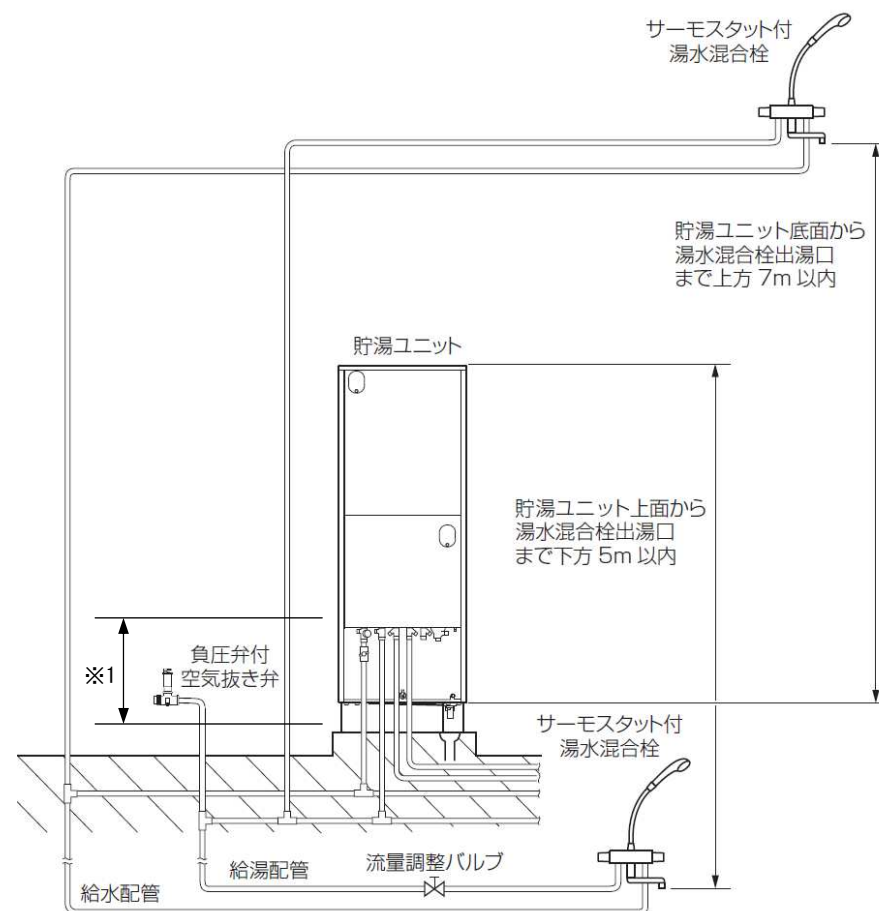 サーモスタット付
湯水混合栓
貯湯ユニット底面から
湯水混合栓出湯口
まで上方 7m 以内
貯湯ユニット
貯湯ユニット上面から
湯水混合栓出湯口
まで下方 5m 以内
※1
負圧弁付
空気抜き弁
サーモスタット付
湯水混合栓
流量調整バルブ
給湯配管
給水配管